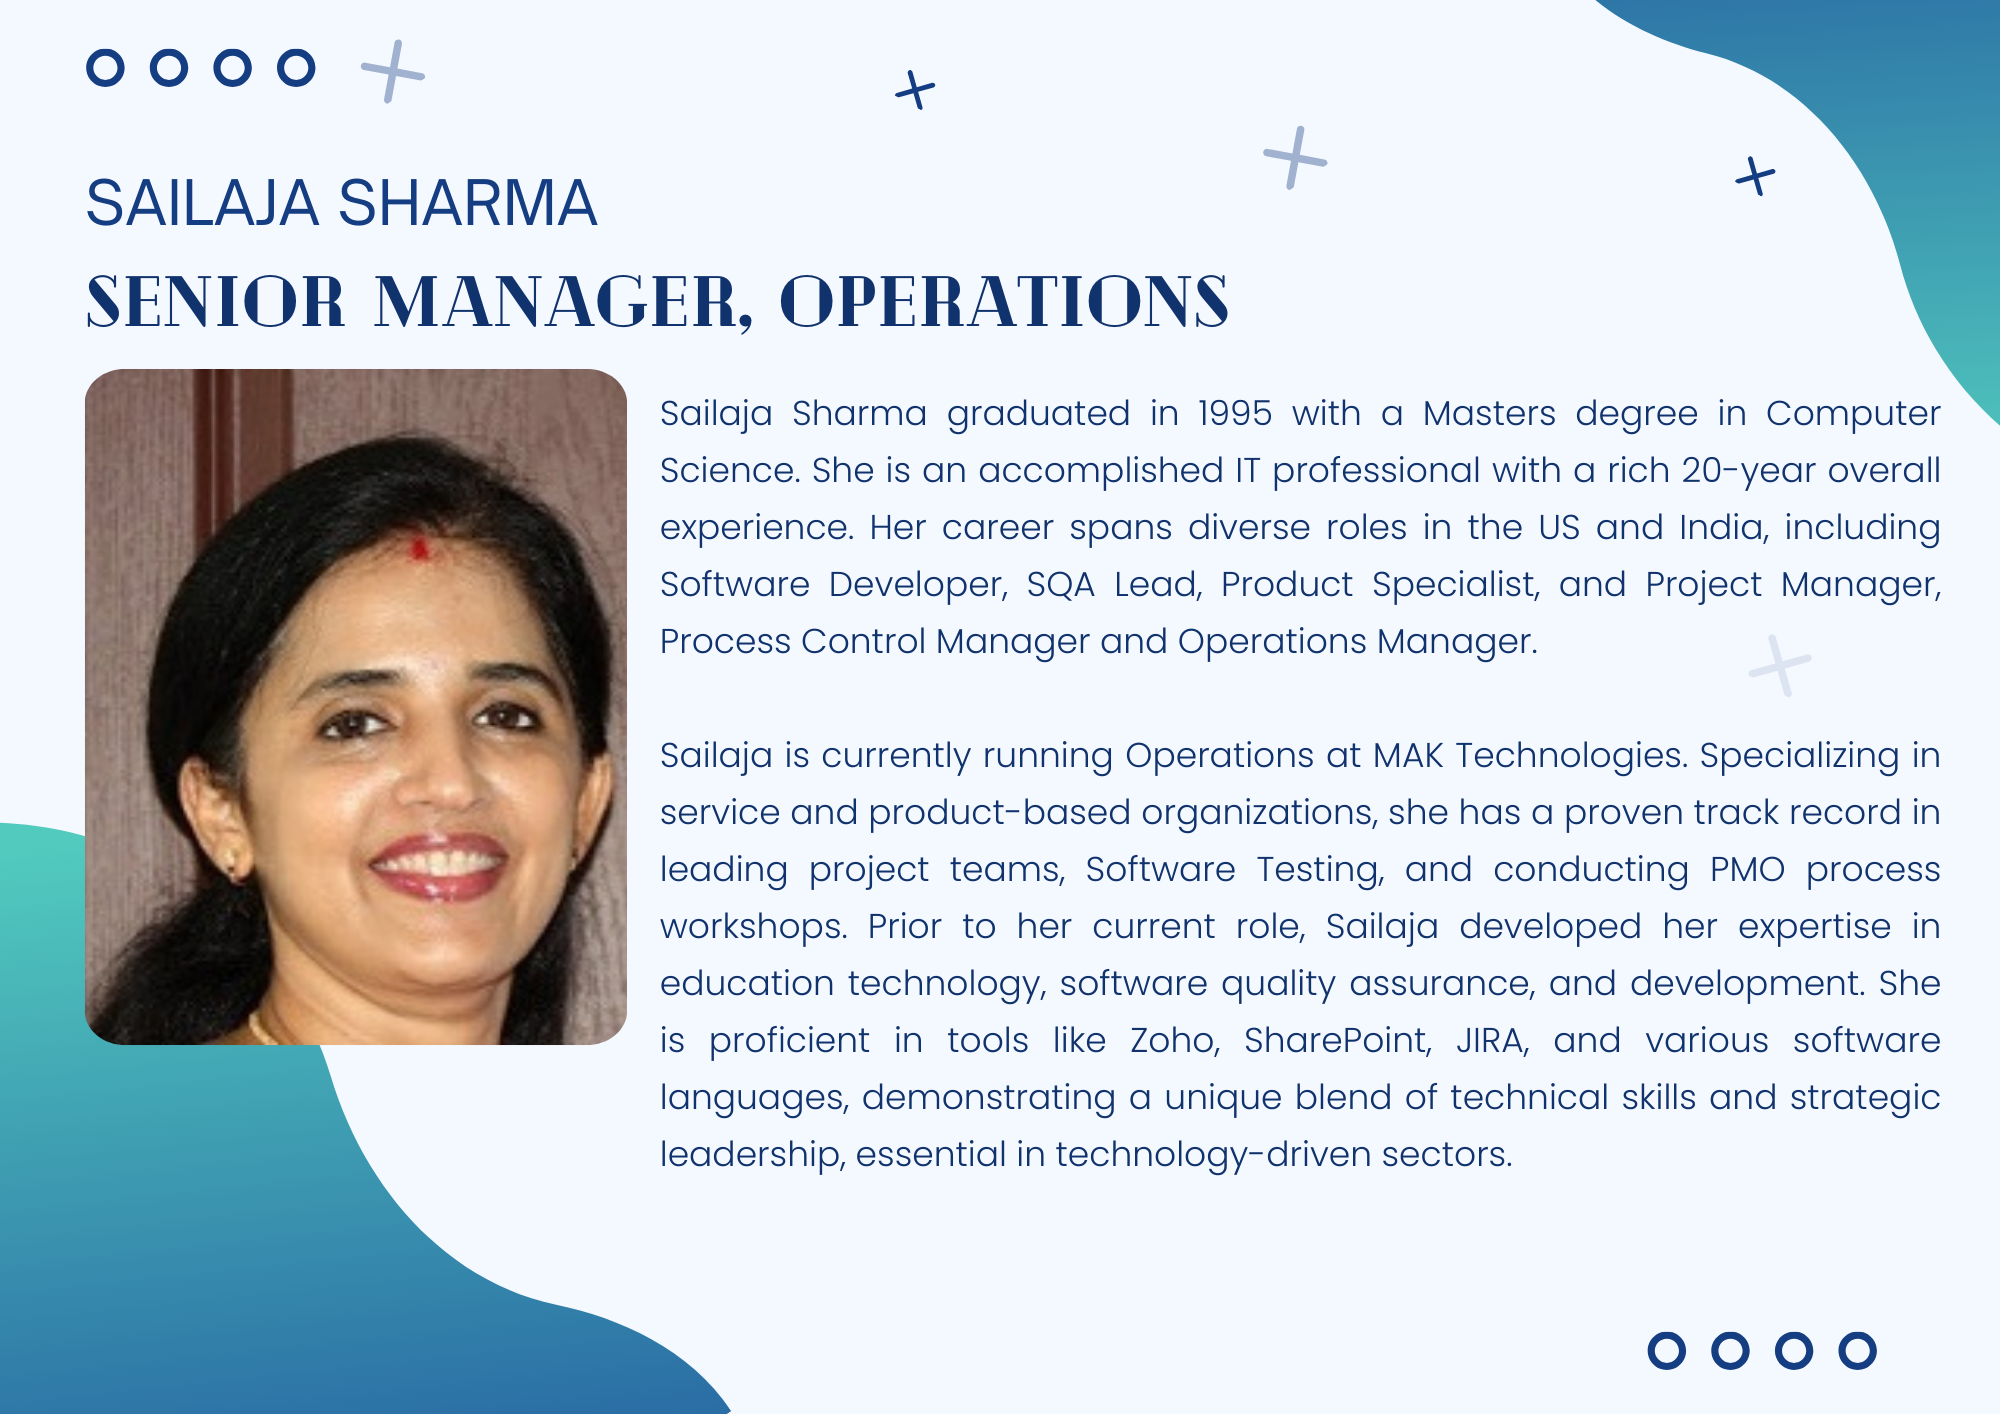 SAILAJA SHARMA
SENIOR MANAGER, OPERATIONS
Sailaja Sharma graduated in 1995 with a Masters degree in Computer
Science. She is an accomplished IT professional with a rich 20-year overall
experience. Her career spans diverse roles in the US and India, including
Software Developer, SQA Lead, Product Specialist, and Project Manager,
Process Control Manager and Operations Manager.
Sailaja is currently running Operations at MAK Technologies. Specializing in
service and product-based organizations, she has a proven track record in
leading project teams, Software Testing, and conducting PMO process
workshops. Prior to her current role, Sailaja developed her expertise in
education technology, software quality assurance, and development. She
is proficient in tools like Zoho, SharePoint, JIRA, and various software
languages, demonstrating a unique blend of technical skills and strategic
leadership, essential in technology-driven sectors.